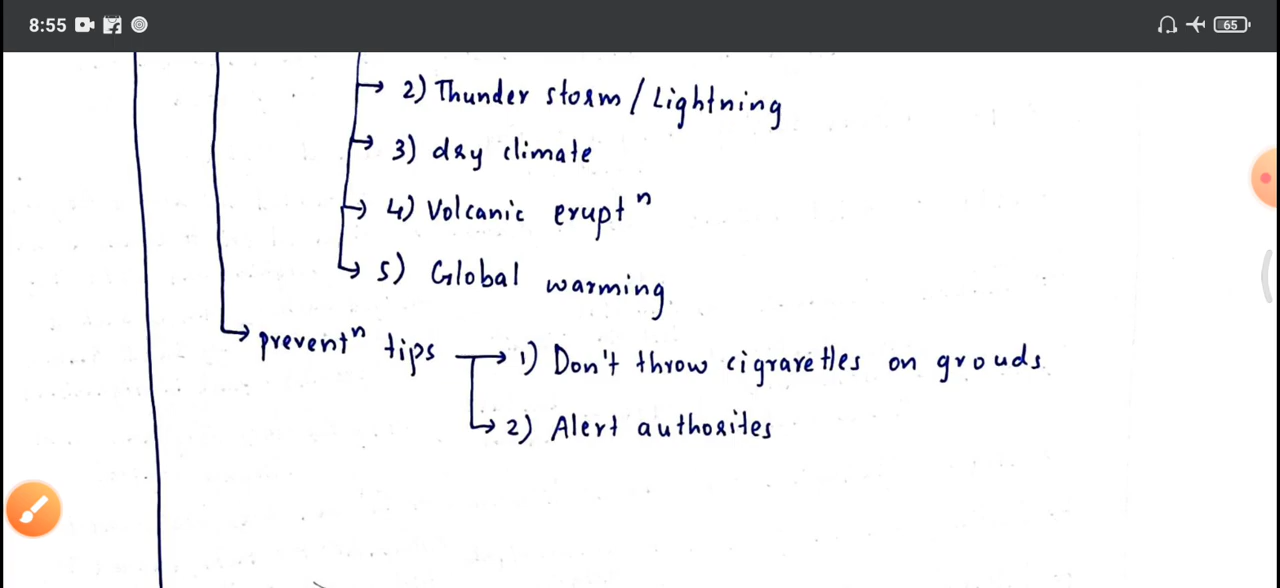 8:55
65
2) Thunder storm / Lightning
3) dry climate
4) Volcanic eruptⁿ
5) Global warming
preventⁿ tips → 1) Don't throw cigraretles on grouds.
2) Alert authorites